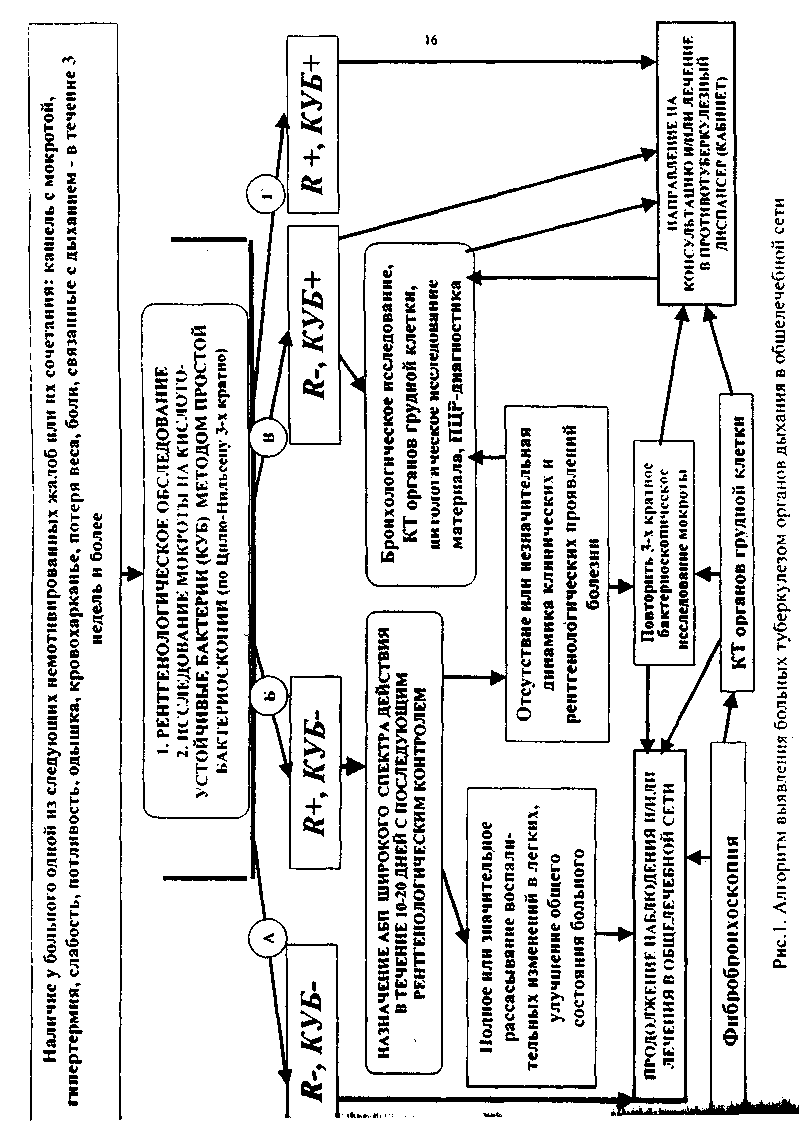 16
Наличие у больного одной из следующих немотивированных жалоб или их сочетания: кашель с мокротой,
гипертермия, слабость, потливость, одышка, кровохарканье, потеря веса, боли, связанные с дыханием - в течение 3
недель и более
1. РЕНТГЕНОЛОГИЧЕСКОЕ ОБСЛЕДОВАНИЕ
2. ИССЛЕДОВАНИЕ МОКРОТЫ НА КИСЛОТО-
УСТОЙЧИВЫЕ БАКТЕРИИ (КУБ) МЕТОДОМ ПРОСТОЙ
БАКТЕРИОСКОПИИ (по Цилю-Нильсену 3-х кратно)
А
Б
В
Г
R-, КУБ-
R+, КУБ-
R-, КУБ+
R+, КУБ+
НАЗНАЧЕНИЕ АБП ШИРОКОГО СПЕКТРА ДЕЙСТВИЯ
В ТЕЧЕНИЕ 10-20 ДНЕЙ С ПОСЛЕДУЮЩИМ
РЕНТГЕНОЛОГИЧЕСКИМ КОНТРОЛЕМ
Бронхологическое исследование,
КТ органов грудной клетки,
цитологическое исследование
материала, ПЦР-диагностика
Полное или значительное
рассасывание воспали-
тельных изменений в легких,
улучшение общего
состояния больного
Отсутствие или незначительная
динамика клинических и
рентгенологических проявлений
болезни
ПРОДОЛЖЕНИЕ НАБЛЮДЕНИЯ И/ИЛИ
ЛЕЧЕНИЯ В ОБЩЕЛЕЧЕБНОЙ СЕТИ
Повторить 3-х кратное
бактериоскопическое
исследование мокроты
НАПРАВЛЕНИЕ НА
КОНСУЛЬТАЦИЮ И/ИЛИ ЛЕЧЕНИЕ
В ПРОТИВОТУБЕРКУЛЕЗНЫЙ
ДИСПАНСЕР (КАБИНЕТ)
Фибробронхоскопия
КТ органов грудной клетки
Рис.1. Алгоритм выявления больных туберкулезом органов дыхания в общелечебной сети